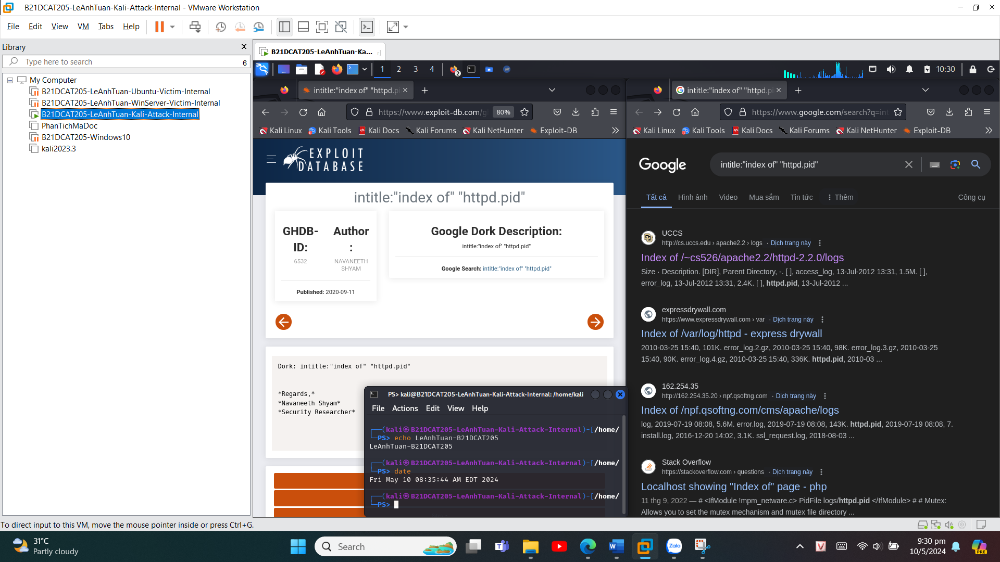 B21DCAT205-LeAnhTuan-Kali-Attack-Internal - VMware Workstation
File Edit View VM Tabs Help
Library
Type here to search
6
My Computer
B21DCAT205-LeAnhTuan-Ubuntu-Victim-Internal
B21DCAT205-LeAnhTuan-WinServer-Victim-Internal
B21DCAT205-LeAnhTuan-Kali-Attack-Internal
PhanTichMaDoc
B21DCAT205-Windows10
kali2023.3
B21DCAT205-LeAnhTuan-Ka...
1 2 3 4
2
10:30
intitle:"index of" "httpd.pi
https://www.exploit-db.com/g
80%
Kali Linux Kali Tools Kali Docs Kali Forums Kali NetHunter Exploit-DB
EXPLOIT
DATABASE
intitle:"index of" "httpd.pid"
GHDB-ID:
6532
Author:
NAVANEETH SHYAM
Published: 2020-09-11
Google Dork Description:
intitle:"index of" "httpd.pid"
Google Search: intitle:"index of" "httpd.pid"
Dork: intitle:"index of" "httpd.pid"
*Regards,*
*Navaneeth Shyam*
*Security Researcher*
PS> kali@B21DCAT205-LeAnhTuan-Kali-Attack-Internal: /home/kali
File Actions Edit View Help
┌──(kali㉿B21DCAT205-LeAnhTuan-Kali-Attack-Internal)-[/home/
└─PS> echo LeAnhTuan-B21DCAT205
LeAnhTuan-B21DCAT205
┌──(kali㉿B21DCAT205-LeAnhTuan-Kali-Attack-Internal)-[/home/
└─PS> date
Fri May 10 08:35:44 AM EDT 2024
┌──(kali㉿B21DCAT205-LeAnhTuan-Kali-Attack-Internal)-[/home/
└─PS>
intitle:"index of" "httpd.p
https://www.google.com/search?q=int
Kali Linux Kali Tools Kali Docs Kali Forums Kali NetHunter Exploit-DB
Google
intitle:"index of" "httpd.pid"
Tất cả Hình ảnh Video Mua sắm Tin tức Thêm Công cụ
UCCS
http://cs.uccs.edu › apache2.2 › logs · Dịch trang này
Index of /~cs526/apache2.2/httpd-2.2.0/logs
Size · Description. [DIR], Parent Directory, -. [ ], access_log, 13-Jul-2012 13:31, 1.5M. [ ],
error_log, 13-Jul-2012 13:31, 2.4K. [ ], httpd.pid, 13-Jul-2012 ...
expressdrywall.com
https://www.expressdrywall.com › var · Dịch trang này
Index of /var/log/httpd - express drywall
2010-03-25 15:40, 101K. error_log.2.gz, 2010-03-25 15:40, 98K. error_log.3.gz, 2010-03-25
15:40, 90K. error_log.4.gz, 2010-03-25 15:40, 336K. httpd.pid, 2010-03 ...
162.254.35
http://162.254.35.20 › npf.qsoftng.com · Dịch trang này
Index of /npf.qsoftng.com/cms/apache/logs
log, 2019-07-19 08:08, 5.6M. error.log, 2019-07-19 08:08, 143K. httpd.pid, 2019-07-19 08:08, 7.
install.log, 2016-12-20 14:02, 3.1K. ssl_request.log, 2018-08-03 ...
Stack Overflow
https://stackoverflow.com › questions · Dịch trang này
Localhost showing "Index of" page - php
11 thg 9, 2022 — # <IfModule !mpm_netware.c> PidFile logs/httpd.pid </IfModule> # # Mutex:
Allows you to set the mutex mechanism and mutex file directory ...
To direct input to this VM, move the mouse pointer inside or press Ctrl+G.
31°C
Partly cloudy
Search
Zalo
V
PRE
9:30 pm
10/5/2024